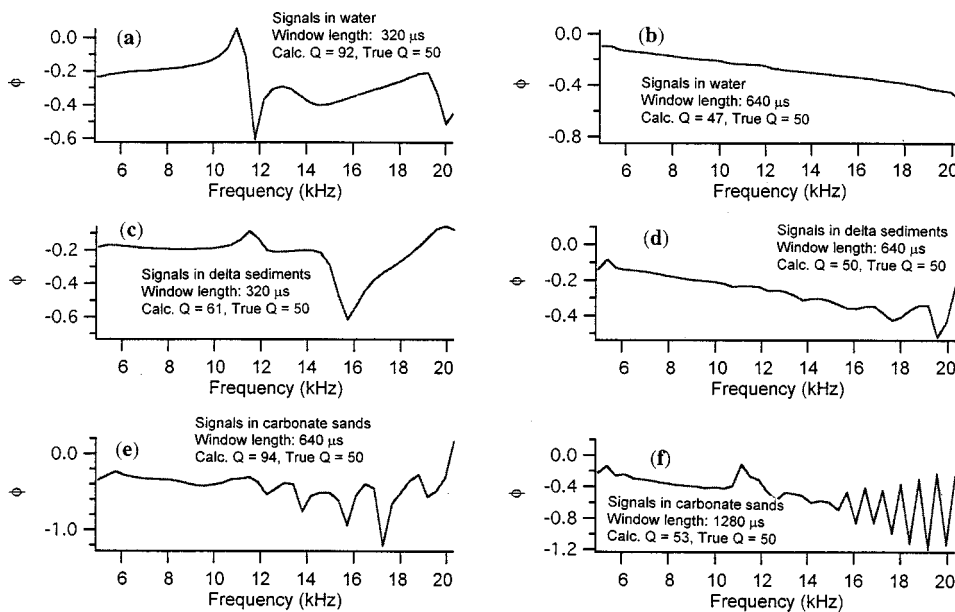 (a)
Signals in water
Window length: 320 µs
Calc. Q = 92, True Q = 50
0.0
-0.2
-0.4
-0.6
ϕ
6 8 10 12 14 16 18 20
Frequency (kHz)
(b)
Signals in water
Window length: 640 µs
Calc. Q = 47, True Q = 50
0.0
-0.4
-0.8
ϕ
6 8 10 12 14 16 18 20
Frequency (kHz)
(c)
Signals in delta sediments
Window length: 320 µs
Calc. Q = 61, True Q = 50
-0.2
-0.4
-0.6
ϕ
6 8 10 12 14 16 18 20
Frequency (kHz)
(d)
Signals in delta sediments
Window length: 640 µs
Calc. Q = 50, True Q = 50
0.0
-0.2
-0.4
ϕ
6 8 10 12 14 16 18 20
Frequency (kHz)
(e)
Signals in carbonate sands
Window length: 640 µs
Calc. Q = 94, True Q = 50
0.0
-1.0
ϕ
6 8 10 12 14 16 18 20
Frequency (kHz)
(f)
Signals in carbonate sands
Window length: 1280 µs
Calc. Q = 53, True Q = 50
0.0
-0.4
-0.8
-1.2
ϕ
6 8 10 12 14 16 18 20
Frequency (kHz)